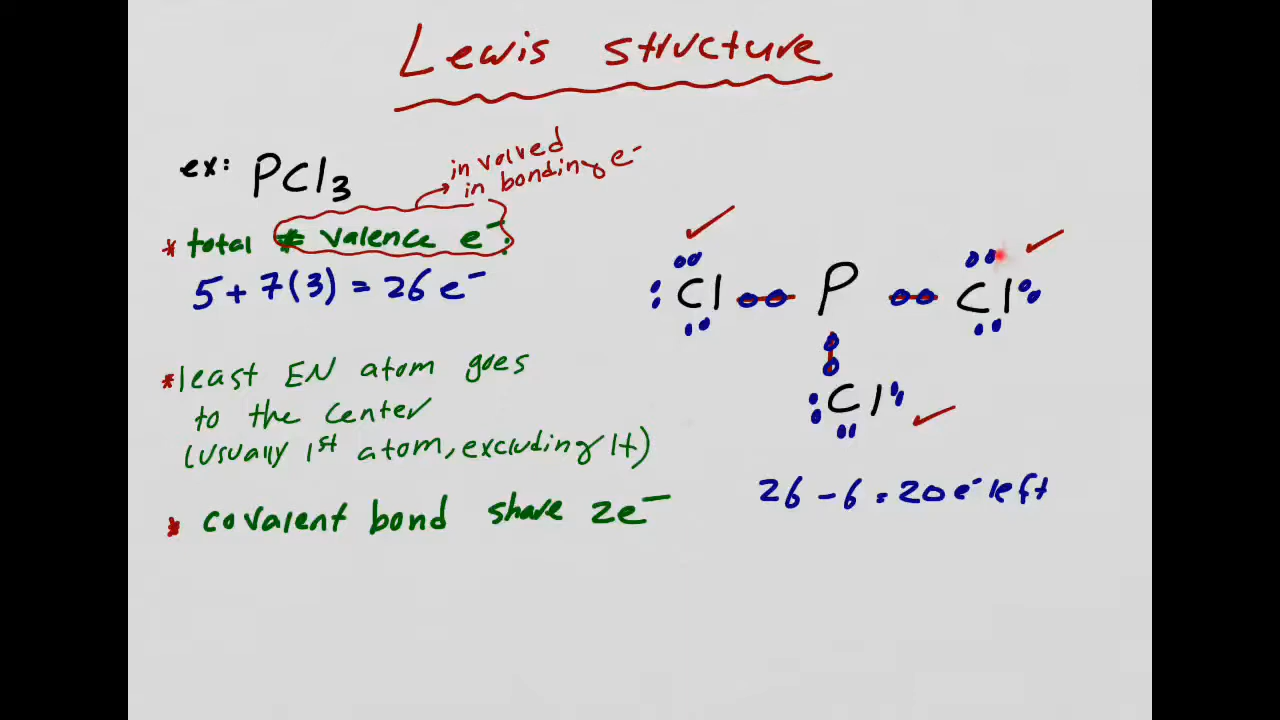 Lewis structure
ex: PCl3
involved
in bonding e-
* total # valence e-:
5 + 7(3) = 26 e-
Cl P Cl
Cl
*least EN atom goes
to the center
(usually 1st atom, excluding H)
26 - 6 = 20 e- left
* covalent bond share 2e-